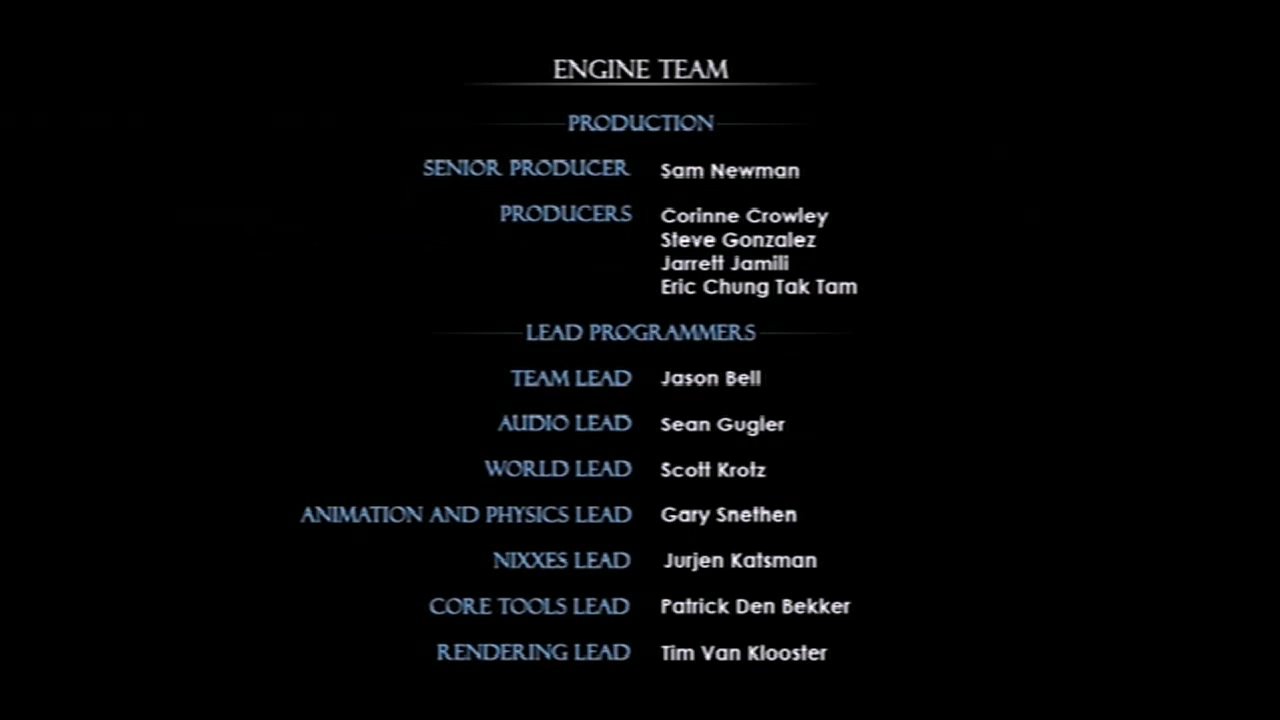 ENGINE TEAM
PRODUCTION
SENIOR PRODUCER Sam Newman
PRODUCERS Corinne Crowley
Steve Gonzalez
Jarrett Jamili
Eric Chung Tak Tam
LEAD PROGRAMMERS
TEAM LEAD Jason Bell
AUDIO LEAD Sean Gugler
WORLD LEAD Scott Krotz
ANIMATION AND PHYSICS LEAD Gary Snethen
NIXXES LEAD Jurjen Katsman
CORE TOOLS LEAD Patrick Den Bekker
RENDERING LEAD Tim Van Klooster